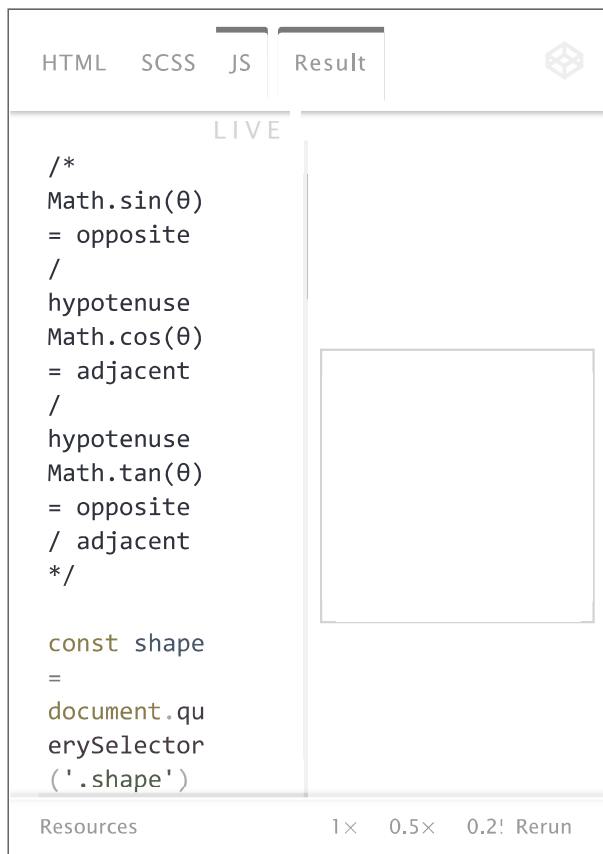 HTML SCSS JS Result
LIVE
/*
Math.sin(θ)
= opposite
/
hypotenuse
Math.cos(θ)
= adjacent
/
hypotenuse
Math.tan(θ)
= opposite
/ adjacent
*/
const shape
=
document.qu
erySelector
('.shape')
Resources 1× 0.5× Rerun